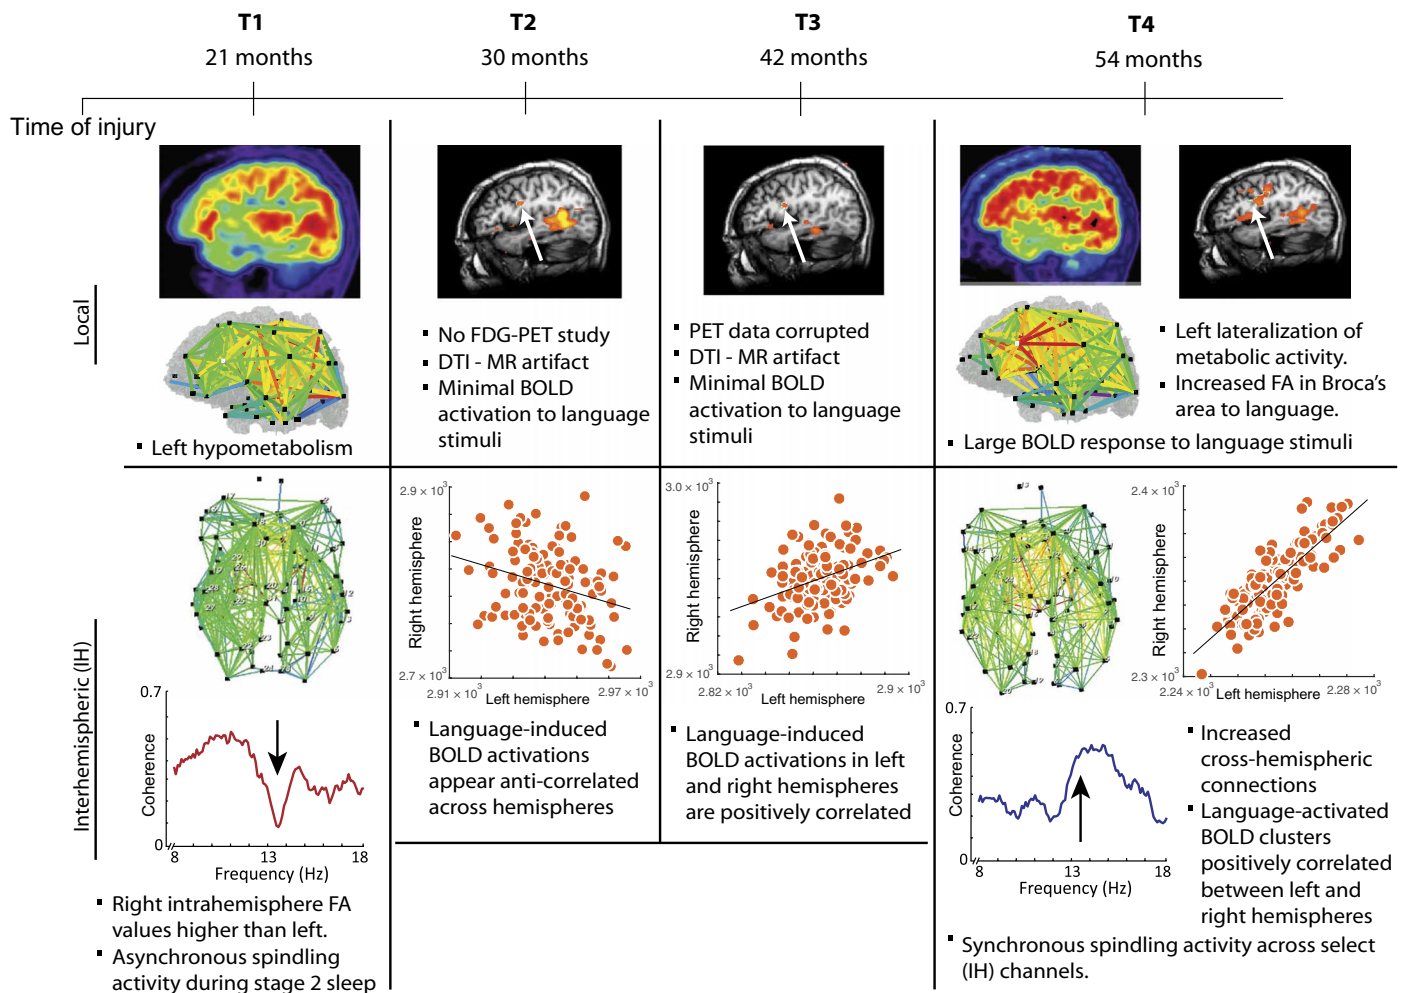 T1
T2
T3
T4
21 months
30 months
42 months
54 months
Time of injury
Local
▪ Left hypometabolism
▪ No FDG-PET study
▪ DTI - MR artifact
▪ Minimal BOLD
activation to language
stimuli
▪ PET data corrupted
▪ DTI - MR artifact
▪ Minimal BOLD
activation to language
stimuli
▪ Left lateralization of
metabolic activity.
▪ Increased FA in Broca's
area to language.
▪ Large BOLD response to language stimuli
Interhemispheric (IH)
0.7
Coherence
0
8
13
18
Frequency (Hz)
▪ Right intrahemisphere FA
values higher than left.
▪ Asynchronous spindling
activity during stage 2 sleep
2.9 × 10³
Right hemisphere
2.7 × 10³
2.91 × 10³
2.97 × 10³
Left hemisphere
▪ Language-induced
BOLD activations
appear anti-correlated
across hemispheres
3.0 × 10³
Right hemisphere
2.9 × 10³
2.82 × 10³
2.9 × 10³
Left hemisphere
▪ Language-induced
BOLD activations in left
and right hemispheres
are positively correlated
2.4 × 10³
Right hemisphere
2.3 × 10³
2.24 × 10³
2.28 × 10³
Left hemisphere
0.7
Coherence
0
8
13
18
Frequency (Hz)
▪ Increased
cross-hemispheric
connections
▪ Language-activated
BOLD clusters
positively correlated
between left and
right hemispheres
▪ Synchronous spindling activity across select
(IH) channels.